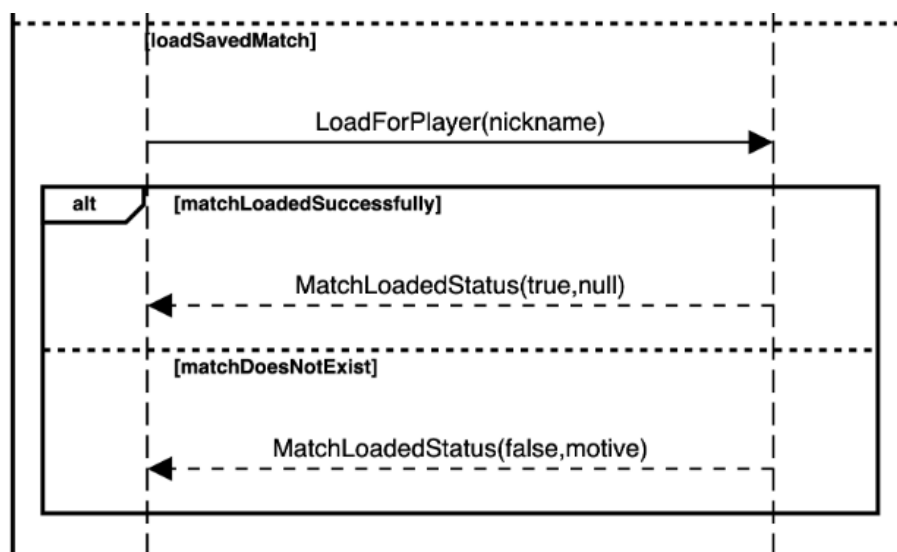 [loadSavedMatch]
LoadForPlayer(nickname)
alt
[matchLoadedSuccessfully]
MatchLoadedStatus(true,null)
[matchDoesNotExist]
MatchLoadedStatus(false,motive)